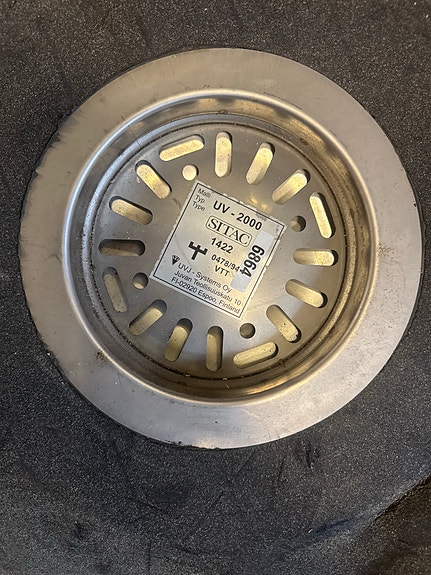 Malli
Typ
Type
UV - 2000
SITAC
1422
0478/94
VTT
6864
UVJ - Systems Oy
Juvan Teollisuuskatu 10
FI-02920 Espoo, Finland